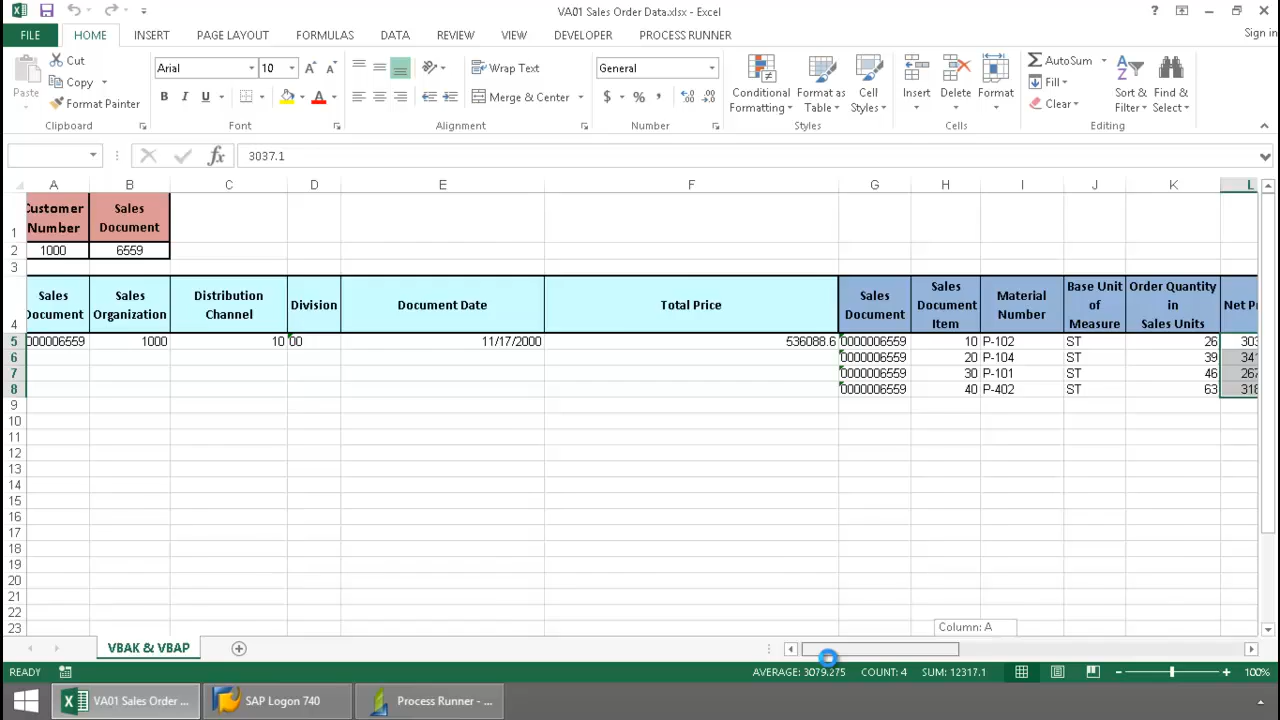 VA01 Sales Order Data.xlsx - Excel
?
FILE HOME INSERT PAGE LAYOUT FORMULAS DATA REVIEW VIEW DEVELOPER PROCESS RUNNER Sign in
Paste
Cut
Copy
Format Painter
Clipboard
Arial 10
B I U
Font
Wrap Text
Merge & Center
Alignment
General
$ % ,
Number
Conditional Formatting
Format as Table
Cell Styles
Styles
Insert Delete Format
Cells
AutoSum
Fill
Clear
Sort & Filter
Find & Select
Editing
fx 3037.1
A B C D E F G H I J K L
1 Customer Number Sales Document
2 1000 6559
3
4 Sales Document Sales Organization Distribution Channel Division Document Date Total Price Sales Document Sales Document Item Material Number Base Unit of Measure Order Quantity in Sales Units Net Pr
5 000006559 1000 10 00 11/17/2000 536088.6 0000006559 10 P-102 ST 26 303
6 0000006559 20 P-104 ST 39 341
7 0000006559 30 P-101 ST 46 267
8 0000006559 40 P-402 ST 63 318
9
10
11
12
13
14
15
16
17
18
19
20
21
22
23
Column: A
VBAK & VBAP
READY AVERAGE: 3079.275 COUNT: 4 SUM: 12317.1 100%
VA01 Sales Order ... SAP Logon 740 Process Runner - ...